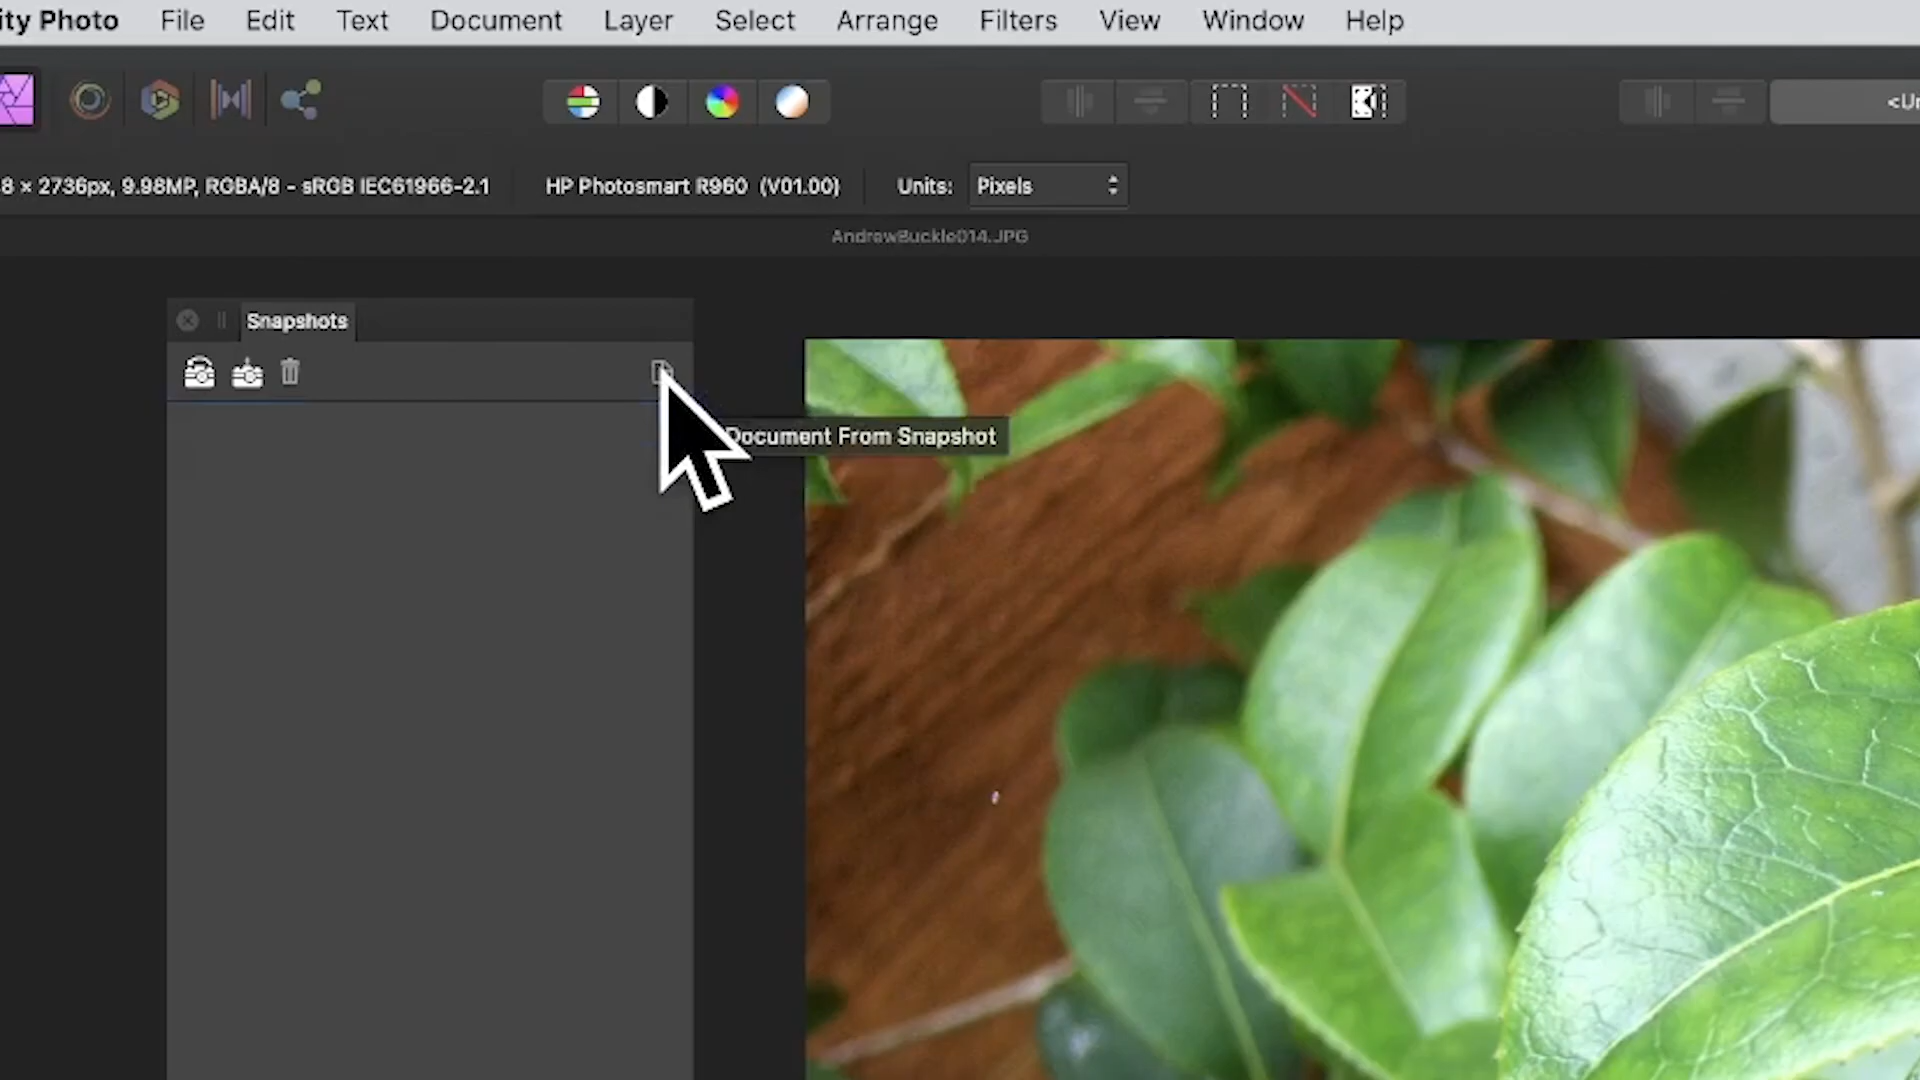 ity Photo File Edit Text Document Layer Select Arrange Filters View Window Help
<Un
8 × 2736px, 9.98MP, RGBA/8 - sRGB IEC61966-2.1 HP Photosmart R960 (V01.00) Units: Pixels
AndrewBuckle014.JPG
Snapshots
Document From Snapshot